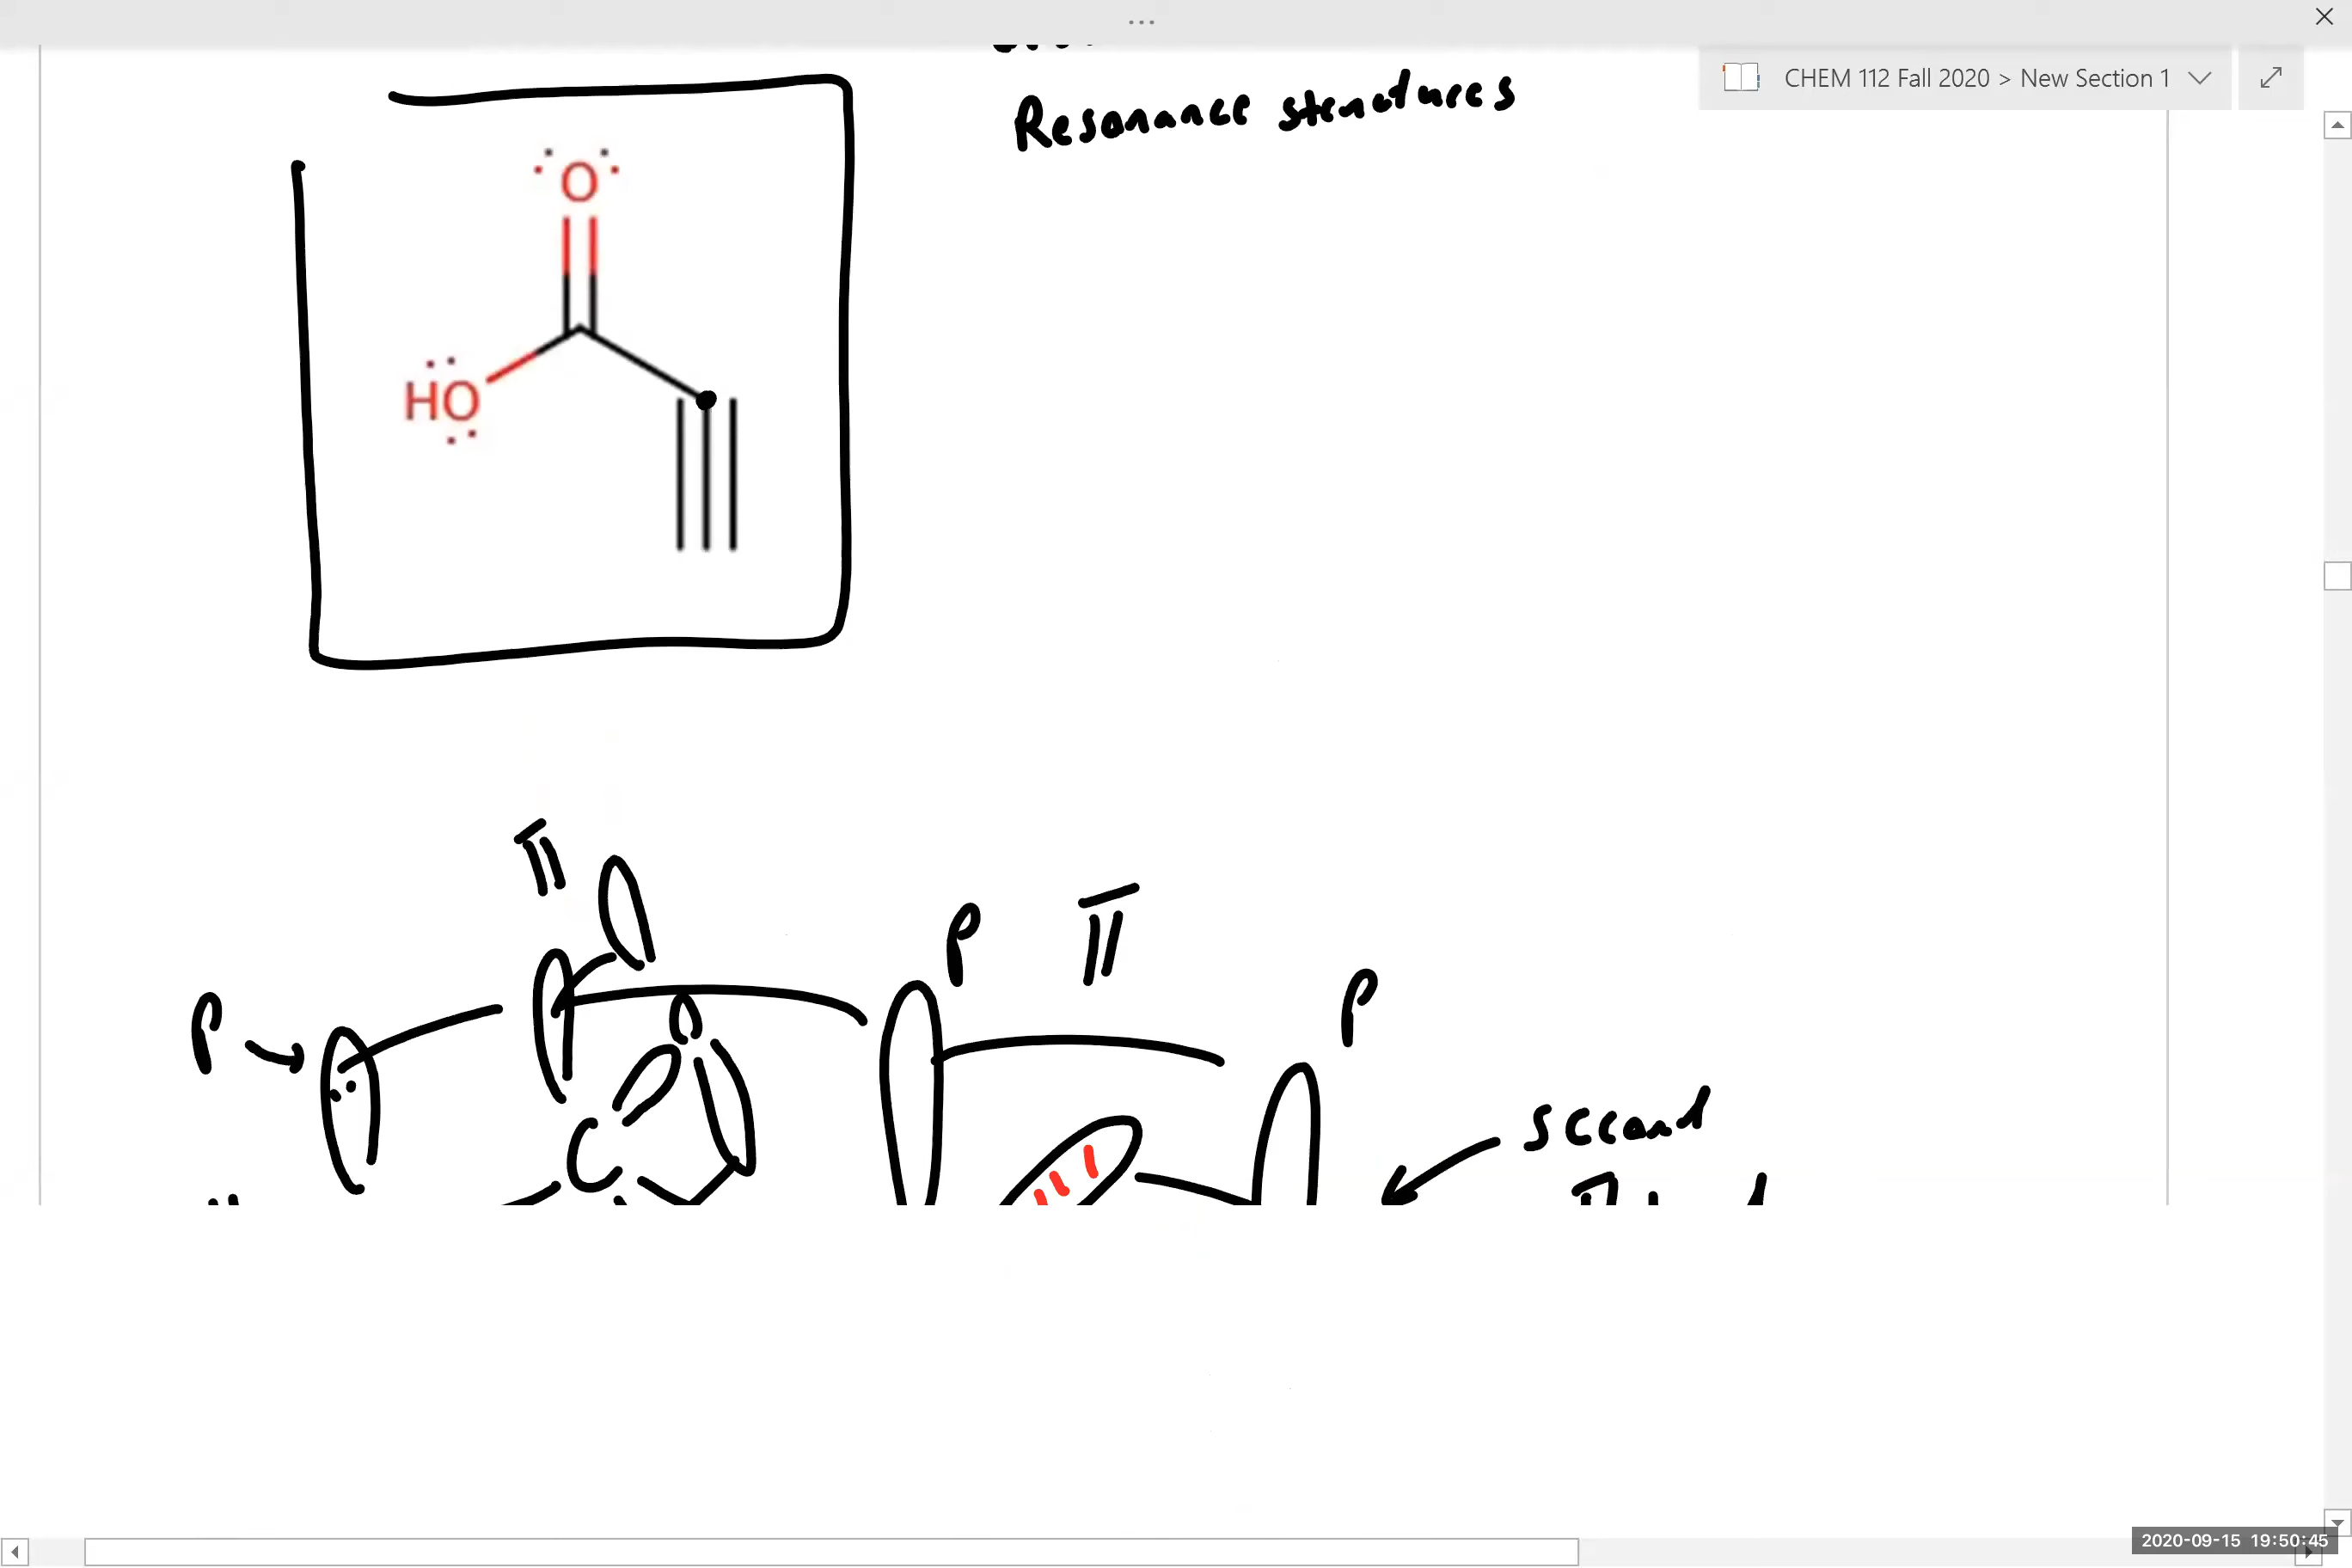 Resonance structures
CHEM 112 Fall 2020 > New Section 1
O
HO
π
P
π
P
P
C
second
2020-09-15 19:50:45